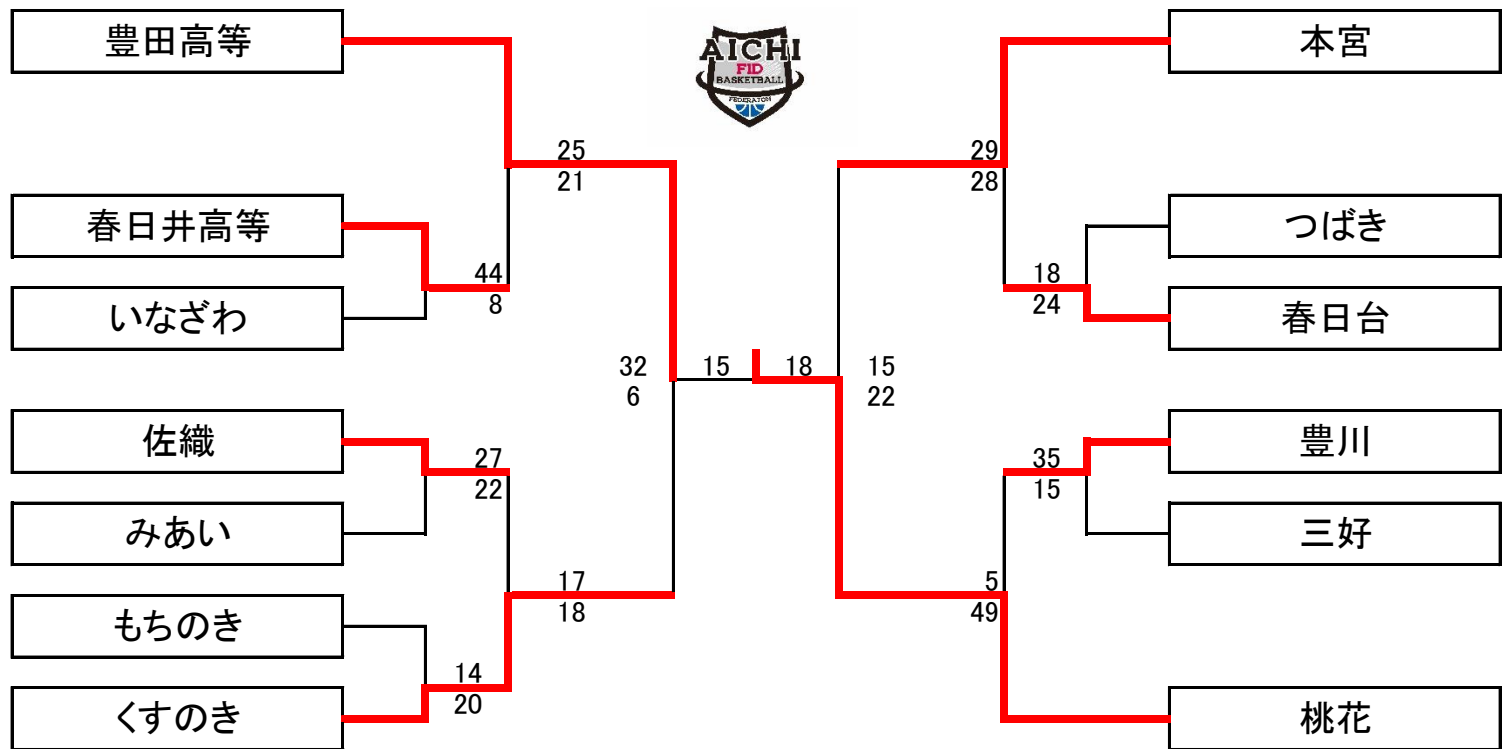 豊田高等
本宮
AICHI
FID
BASKETBALL
FEDERATON
25
21
29
28
春日井高等
つばき
44
8
18
24
いなざわ
春日台
32
6
15
18
15
22
佐織
豊川
27
22
35
15
みあい
三好
17
18
5
49
もちのき
14
20
くすのき
桃花